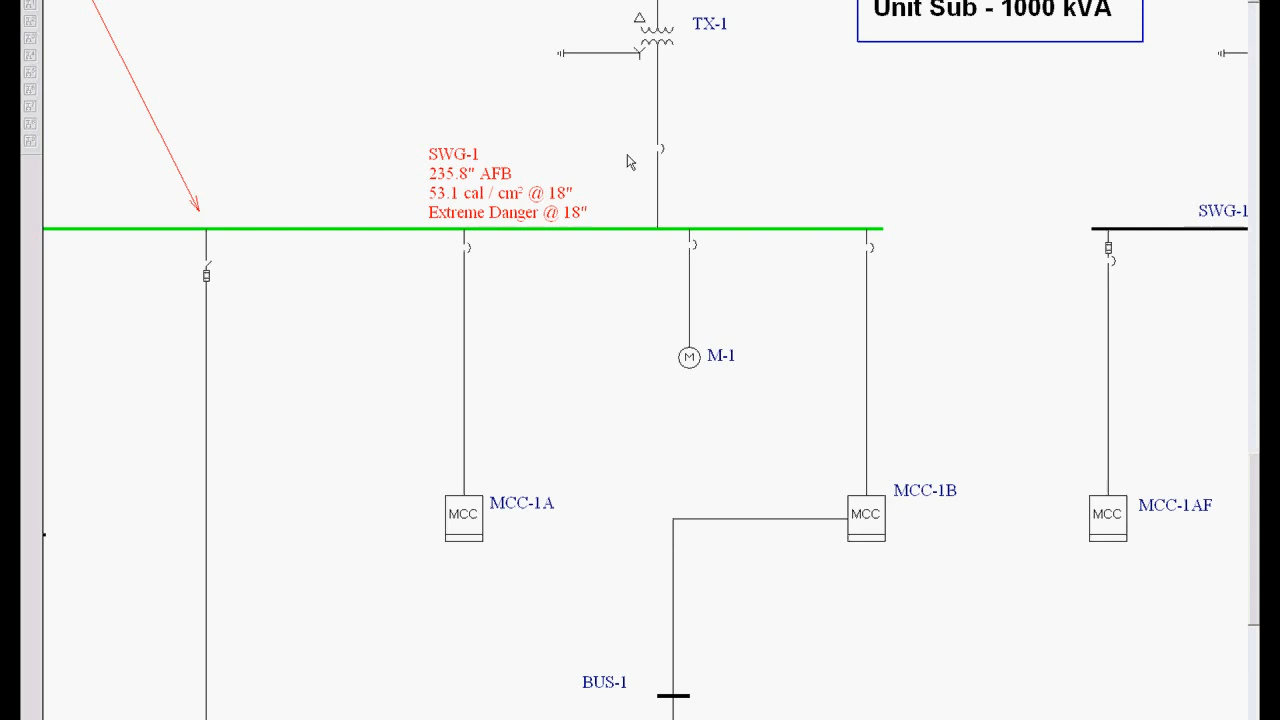 Unit Sub - 1000 kVA
TX-1
SWG-1
235.8" AFB
53.1 cal / cm² @ 18"
Extreme Danger @ 18"
SWG-1
M
M-1
MCC
MCC-1A
MCC
MCC-1B
MCC
MCC-1AF
BUS-1